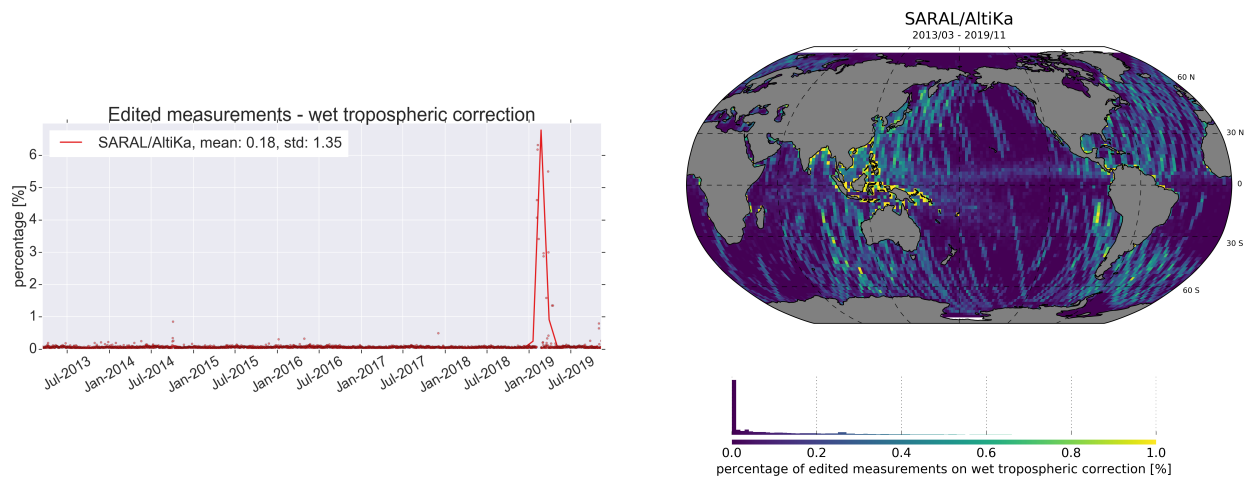 Edited measurements - wet tropospheric correction
SARAL/AltiKa, mean: 0.18, std: 1.35
percentage [%]
6
5
4
3
2
1
0
Jul-2013
Jan-2014
Jul-2014
Jan-2015
Jul-2015
Jan-2016
Jul-2016
Jan-2017
Jul-2017
Jan-2018
Jul-2018
Jan-2019
Jul-2019
SARAL/AltiKa
2013/03 - 2019/11
60 N
30 N
0
30 S
60 S
0.0 0.2 0.4 0.6 0.8 1.0
percentage of edited measurements on wet tropospheric correction [%]